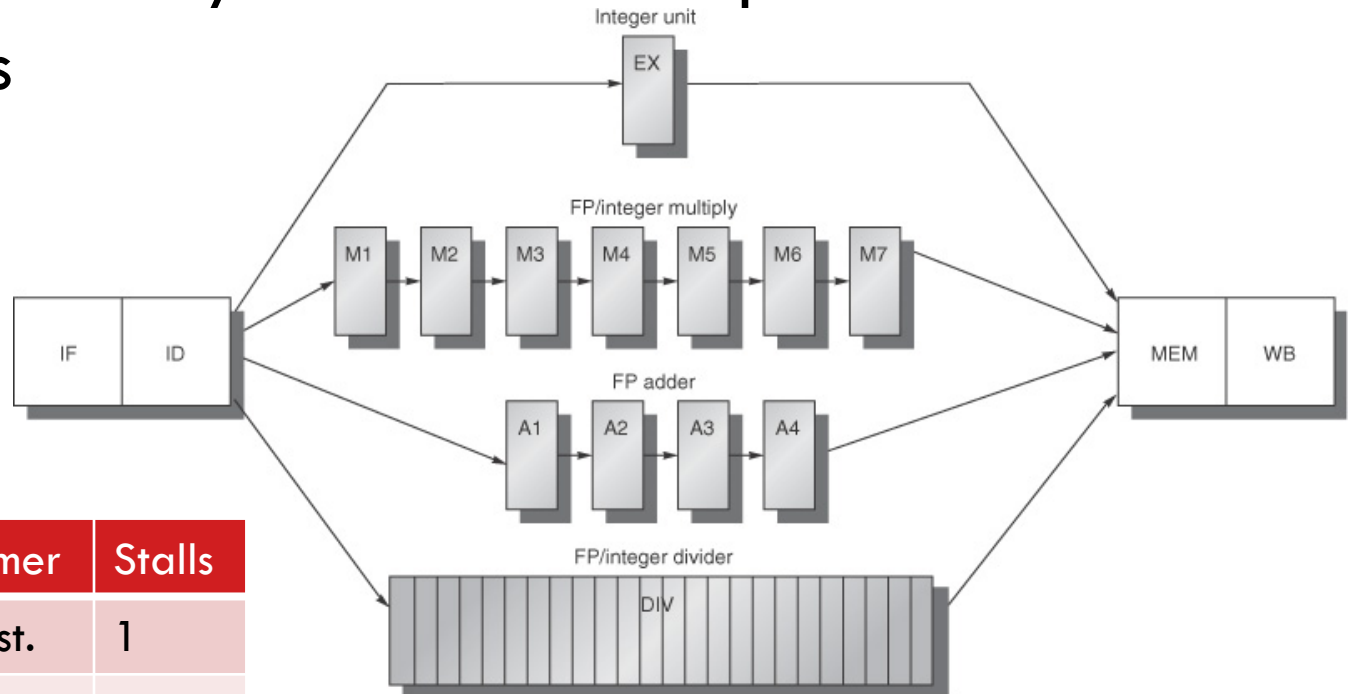 Integer unit
EX
FP/integer multiply
M1 M2 M3 M4 M5 M6 M7
IF ID
MEM WB
FP adder
A1 A2 A3 A4
FP/integer divider
DIV
Stalls
1